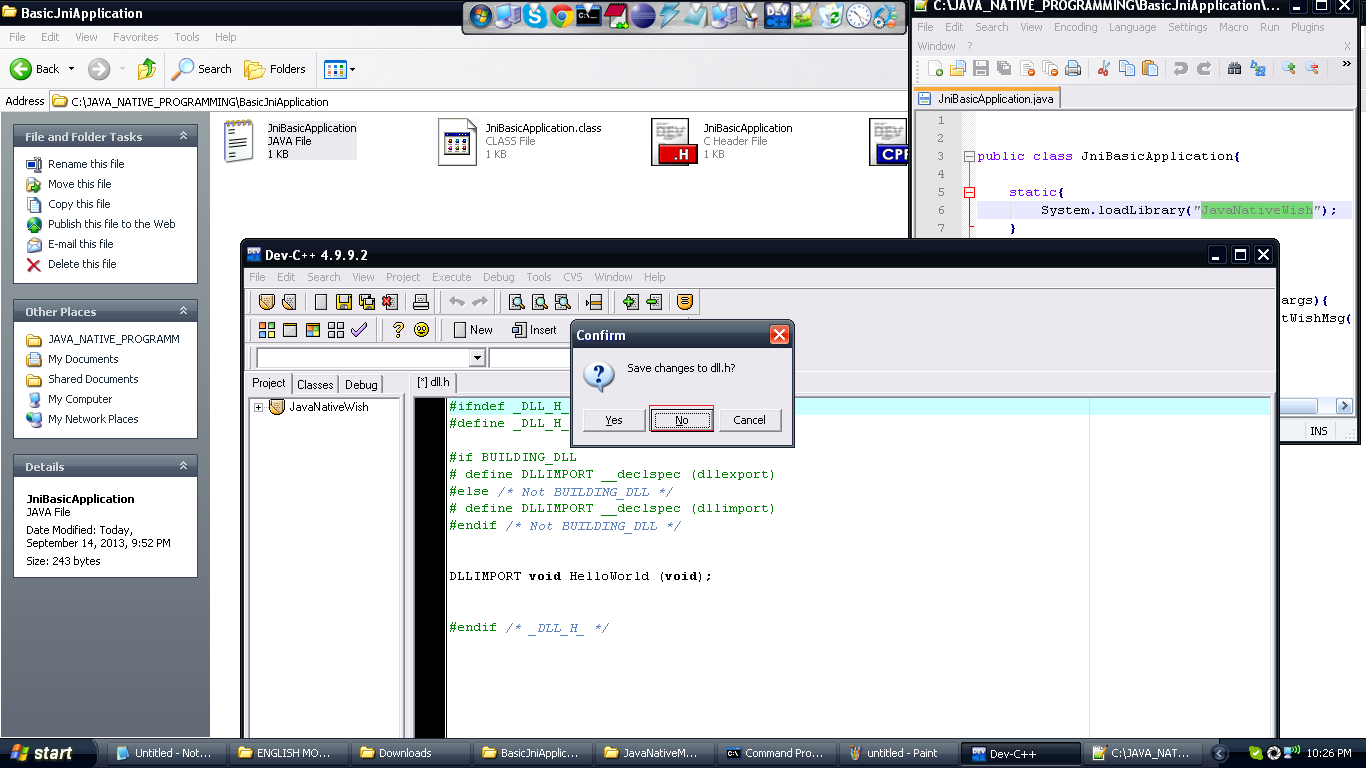 BasicJniApplication
File Edit View Favorites Tools Help
Back Search Folders
Address C:\JAVA_NATIVE_PROGRAMMING\BasicJniApplication
File and Folder Tasks
Rename this file
Move this file
Copy this file
Publish this file to the Web
E-mail this file
Delete this file
Other Places
JAVA_NATIVE_PROGRAMM
My Documents
Shared Documents
My Computer
My Network Places
Details
JniBasicApplication
JAVA File
Date Modified: Today,
September 14, 2013, 9:52 PM
Size: 243 bytes
JniBasicApplication
JAVA File
1 KB
JniBasicApplication.class
CLASS File
24 KB
DEV
.H
JniBasicApplication
C Header File
1 KB
DEV
CPP
C:\JAVA_NATIVE_PROGRAMMING\BasicJniApplication\...
File Edit Search View Encoding Language Settings Macro Run Plugins
Window ? X
JniBasicApplication.java
1
2
3 public class JniBasicApplication{
4
5 static{
6 System.loadLibrary("JavaNativeWish");
7 }
args){
tWishMsg(
INS
Dev-C++ 4.9.9.2
File Edit Search View Project Execute Debug Tools CVS Window Help
New Insert
Project Classes Debug
JavaNativeWish
[*] dll.h
#ifndef _DLL_H_
#define _DLL_H_
#if BUILDING_DLL
# define DLLIMPORT __declspec (dllexport)
#else /* Not BUILDING_DLL */
# define DLLIMPORT __declspec (dllimport)
#endif /* Not BUILDING_DLL */
DLLIMPORT void HelloWorld (void);
#endif /* _DLL_H_ */
Confirm
Save changes to dll.h?
Yes No Cancel
start Untitled - Not... ENGLISH MO... Downloads BasicJniApplic... JavaNativeM... Command Pro... untitled - Paint Dev-C++ C:\JAVA_NAT... 10:26 PM